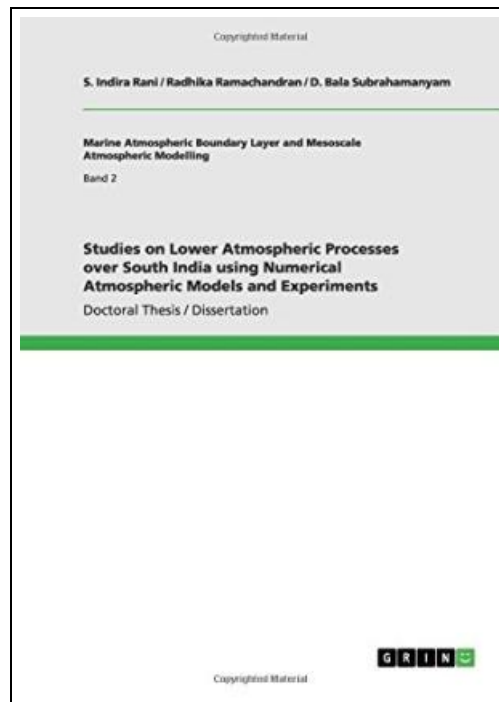 Copyrighted Material
S. Indira Rani / Radhika Ramachandran / D. Bala Subrahamanyam
Marine Atmospheric Boundary Layer and Mesoscale
Atmospheric Modelling
Band 2
Studies on Lower Atmospheric Processes
over South India using Numerical
Atmospheric Models and Experiments
Doctoral Thesis / Dissertation
GRIN
Copyrighted Material